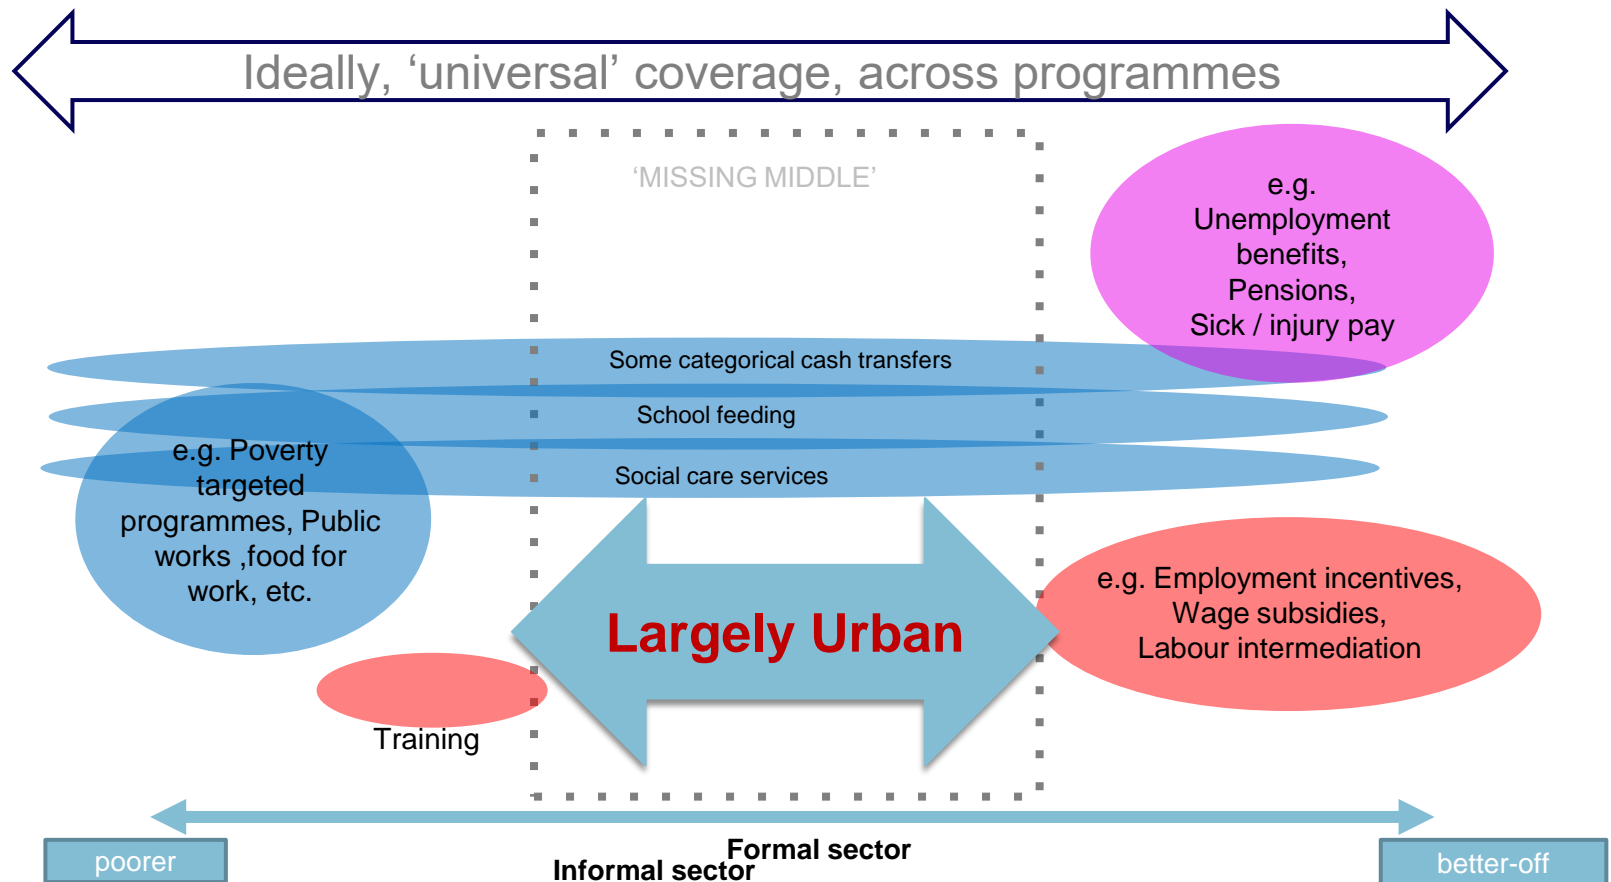 Ideally, ‘universal’ coverage, across programmes
‘MISSING MIDDLE’
e.g.
Unemployment
benefits,
Pensions,
Sick / injury pay
Some categorical cash transfers
School feeding
Social care services
e.g. Poverty
targeted
programmes, Public
works ,food for
work, etc.
Largely Urban
e.g. Employment incentives,
Wage subsidies,
Labour intermediation
Training
Formal sector
Informal sector
poorer
better-off